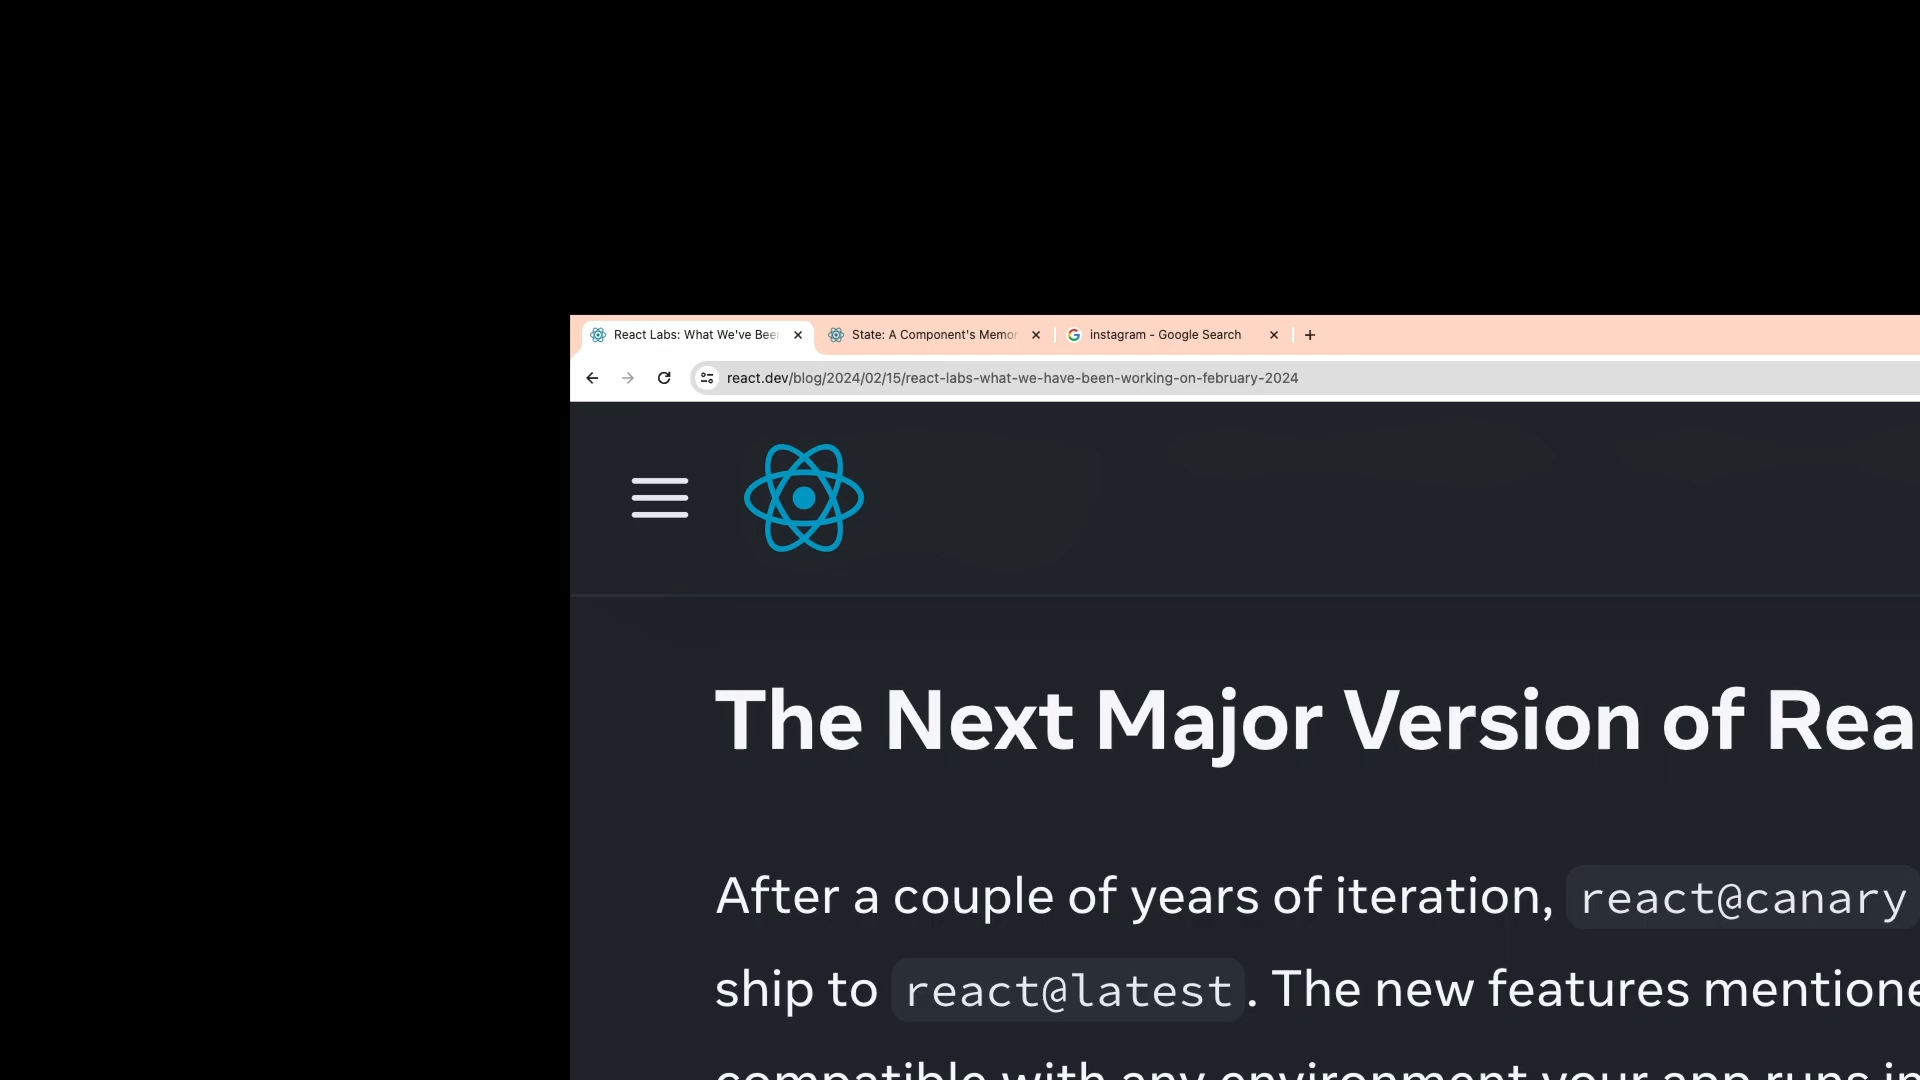 React Labs: What We've Been
State: A Component's Memor
instagram - Google Search
react.dev/blog/2024/02/15/react-labs-what-we-have-been-working-on-february-2024
The Next Major Version of Rea
After a couple of years of iteration, react@canary
ship to react@latest. The new features mentione
compatible with any environment your app runs in